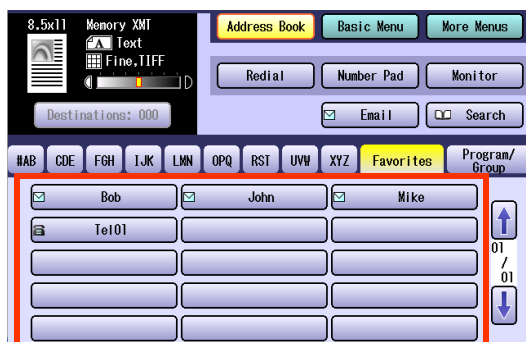 8.5x11 Memory XMT
A Text
Fine,TIFF
D
Destinations: 000
Address Book Basic Menu More Menus
Redial Number Pad Monitor
Email Search
#AB CDE FGH IJK LMN OPQ RST UVW XYZ Favorites Program/
Group
Bob John Mike
Tel01
01
/
01